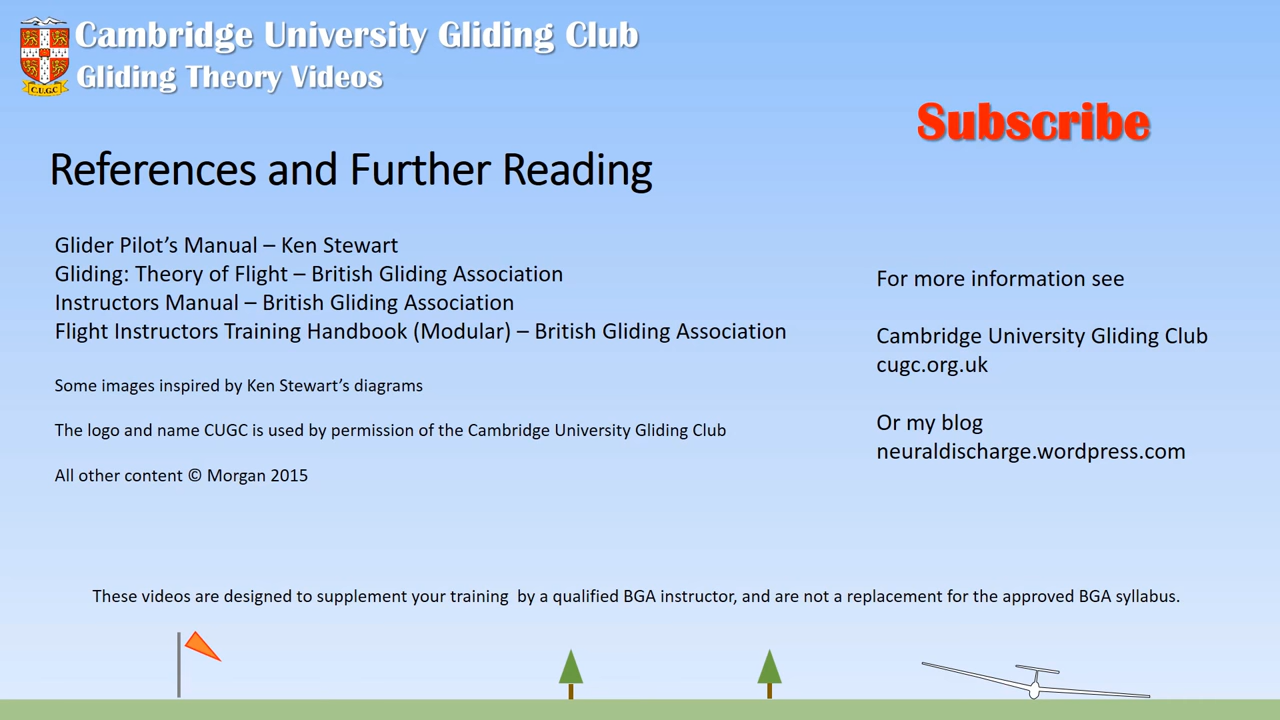 Cambridge University Gliding Club
Gliding Theory Videos
C.U.G.C
Subscribe
References and Further Reading
Glider Pilot’s Manual – Ken Stewart
Gliding: Theory of Flight – British Gliding Association
Instructors Manual – British Gliding Association
Flight Instructors Training Handbook (Modular) – British Gliding Association
Some images inspired by Ken Stewart’s diagrams
The logo and name CUGC is used by permission of the Cambridge University Gliding Club
All other content © Morgan 2015
For more information see
Cambridge University Gliding Club
cugc.org.uk
Or my blog
neuraldischarge.wordpress.com
These videos are designed to supplement your training  by a qualified BGA instructor, and are not a replacement for the approved BGA syllabus.